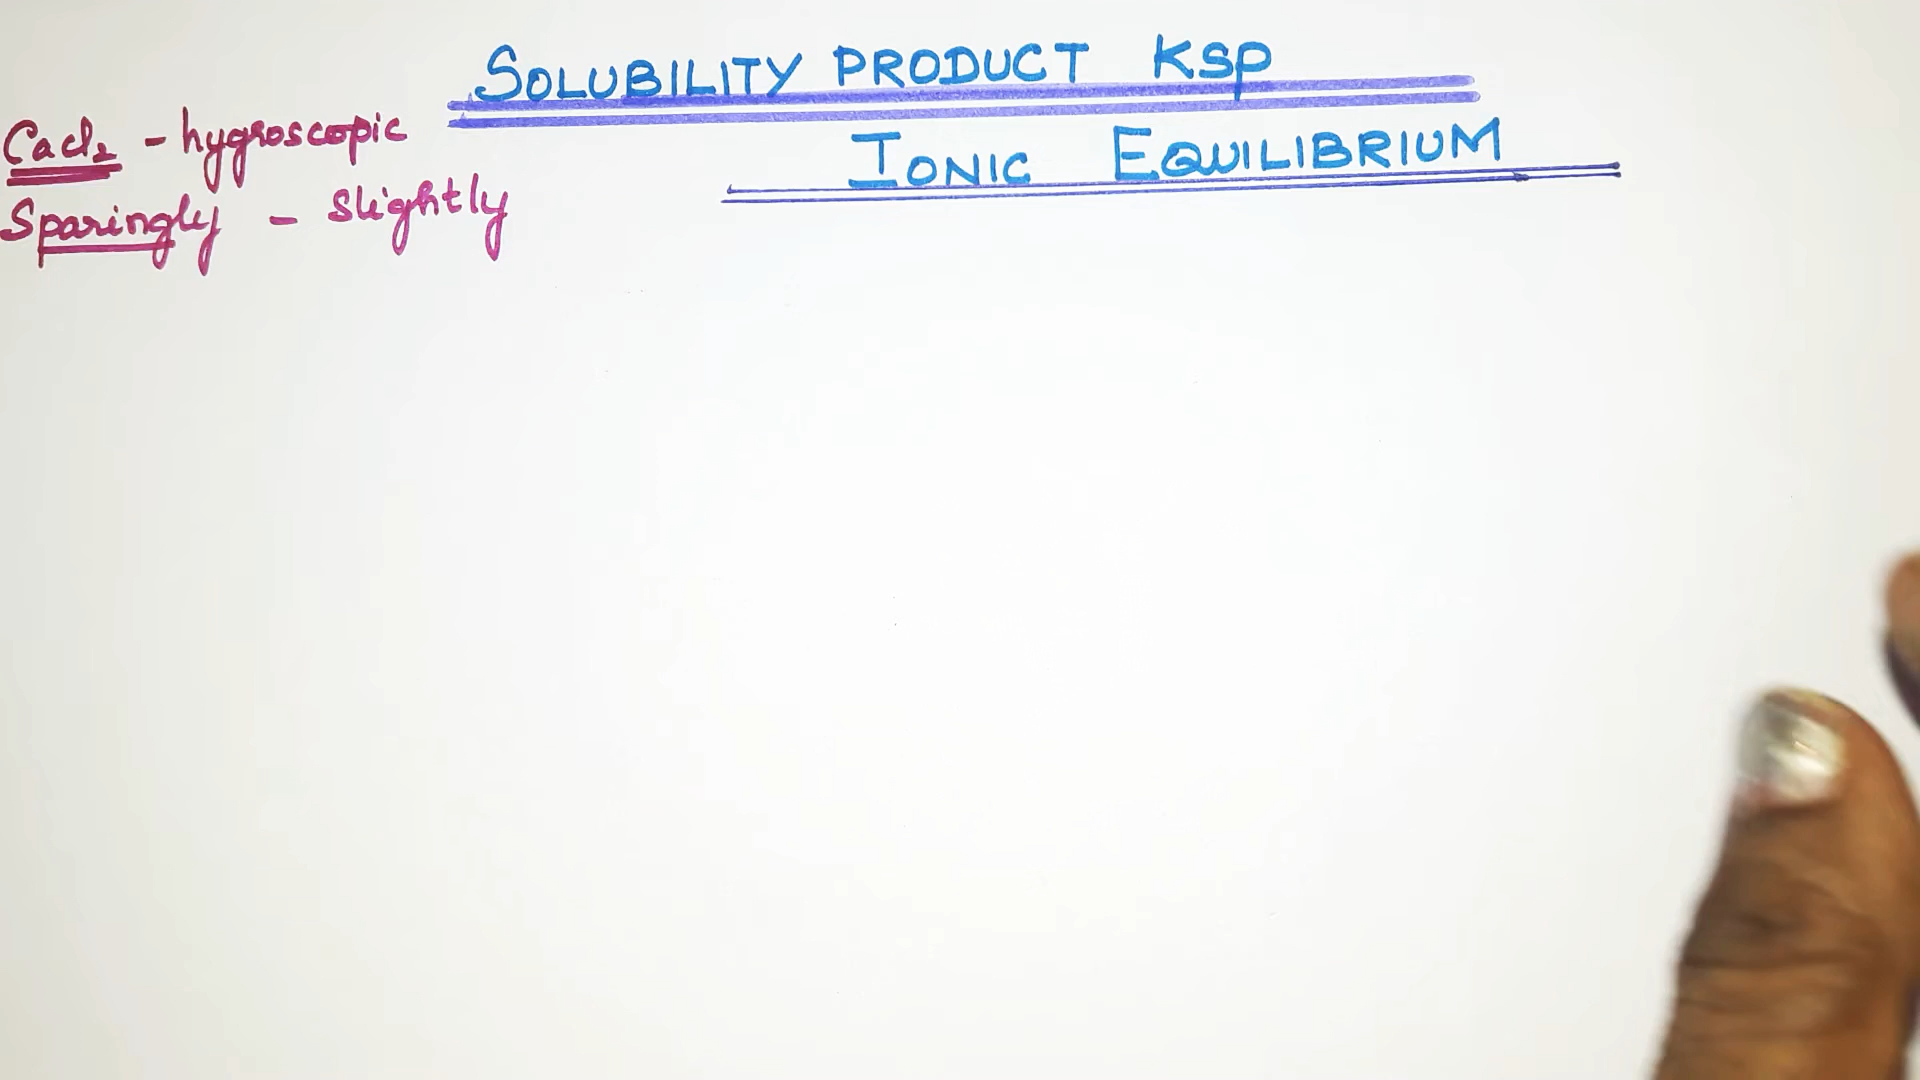 SOLUBILITY PRODUCT KSP
IONIC EQUILIBRIUM
Cacl₂ - hygroscopic
Sparingly - slightly